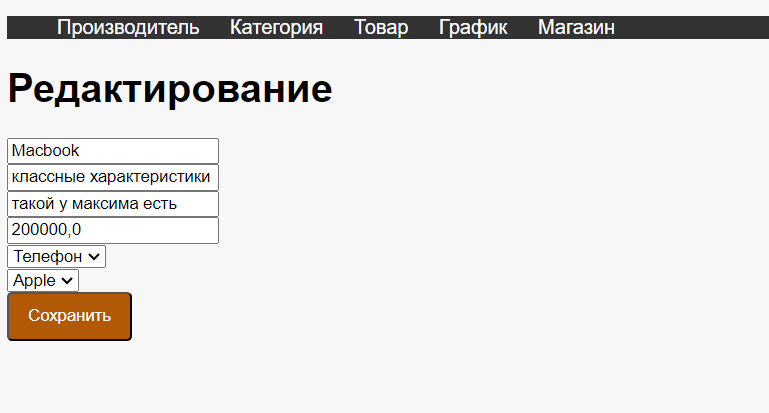 Производитель Категория Товар График Магазин
Редактирование
Macbook
классные характеристики
такой у максима есть
200000,0
Телефон
Apple
Сохранить